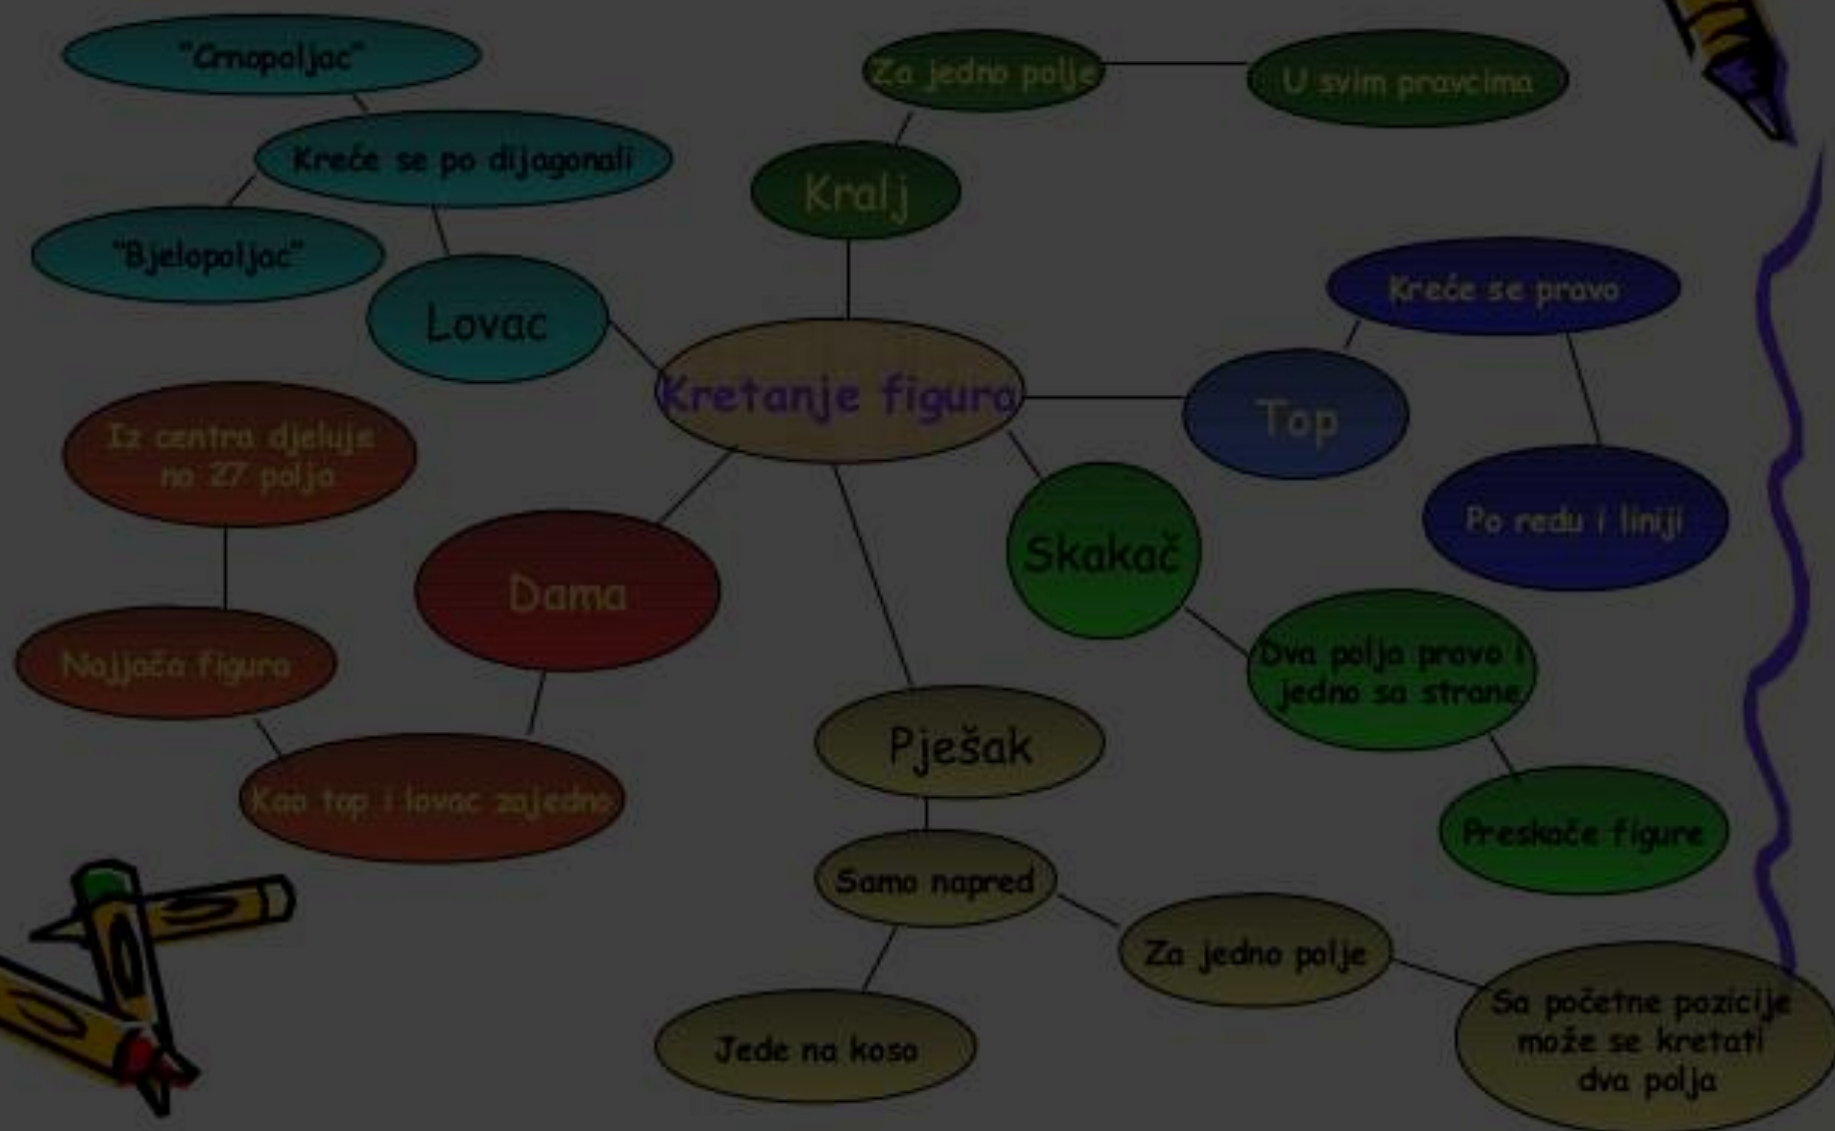 "Crnopoljac"
Kreće se po dijagonali
"Bjelopoljac"
Lovac
Za jedno polje
U svim pravcima
Kralj
Kreće se pravo
Top
Po redu i liniji
Kretanje figura
Iz centra djeluje
na 27 polja
Dama
Najjača figura
Kao top i lovac zajedno
Skakač
Dva polja pravo i
jedno sa strane
Preskače figure
Pješak
Samo napred
Za jedno polje
Jede na koso
Sa početne pozicije
može se kretati
dva polja